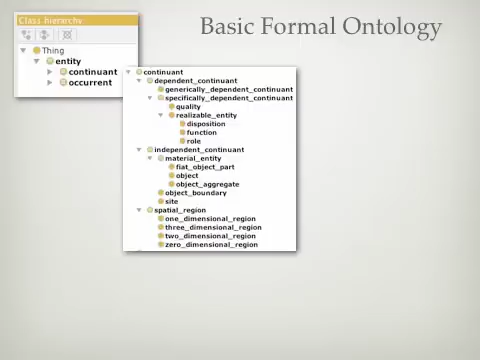 Basic Formal Ontology
Class hierarchy
Thing
entity
continuant
occurrent
continuant
dependent_continuant
generically_dependent_continuant
specifically_dependent_continuant
quality
realizable_entity
disposition
function
role
independent_continuant
material_entity
fiat_object_part
object
object_aggregate
object_boundary
site
spatial_region
one_dimensional_region
three_dimensional_region
two_dimensional_region
zero_dimensional_region